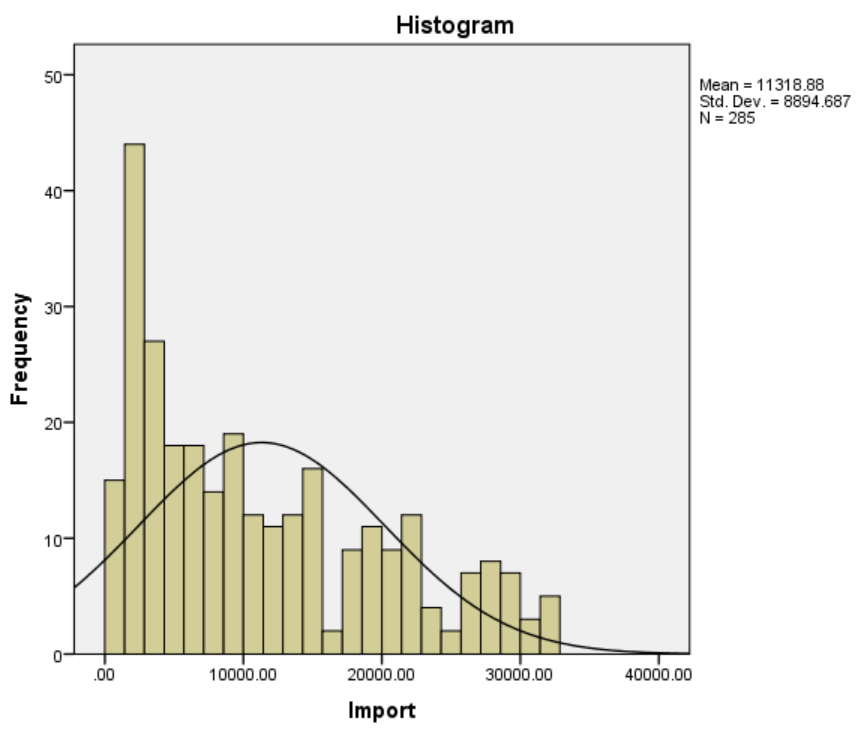 Histogram
Mean = 11318.88
Std. Dev. = 8894.687
N = 285
Frequency
50
40
30
20
10
0
.00
10000.00
20000.00
30000.00
40000.00
Import